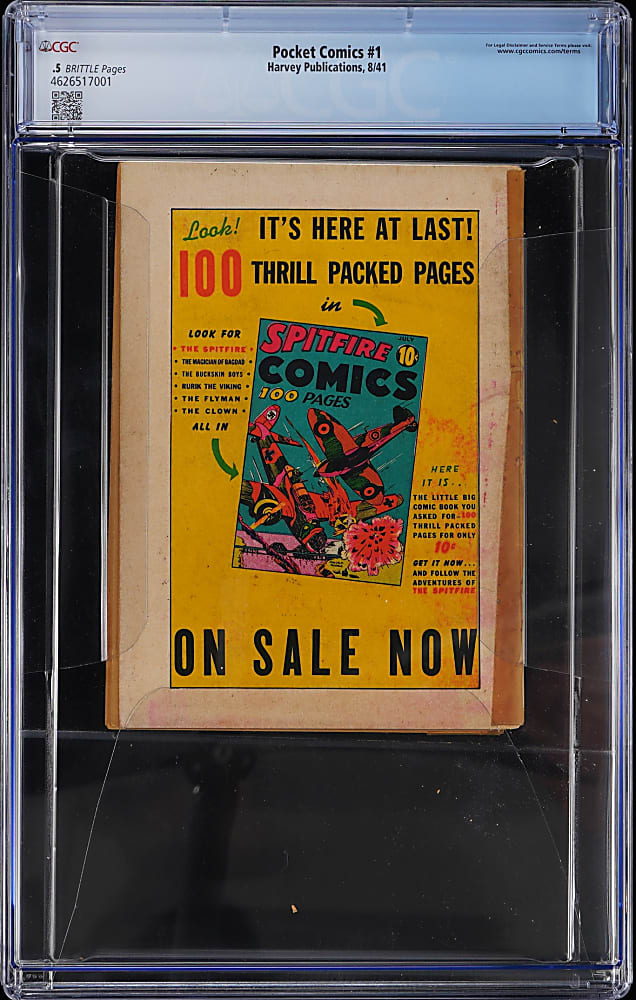 CGC
Pocket Comics #1
Harvey Publications, 8/41
For Legal Disclaimer and Service Terms please visit:
www.cgccomics.com/terms
.5 BRITTLE Pages
4626517001
Look! IT'S HERE AT LAST!
100 THRILL PACKED PAGES
in
LOOK FOR
• THE SPITFIRE •
• THE MAGICIAN OF BAGDAD
• THE BUCKSKIN BOYS •
• RURIK THE VIKING •
• THE FLYMAN •
• THE CLOWN •
ALL IN
JULY
SPITFIRE 10¢
COMICS
100 PAGES
HERE
IT IS...
THE LITTLE BIG
COMIC BOOK YOU
ASKED FOR-100
THRILL PACKED
PAGES FOR ONLY
10¢
GET IT NOW...
AND FOLLOW THE
ADVENTURES OF
THE SPITFIRE
ON SALE NOW